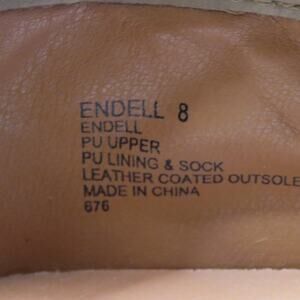 ENDELL 8
ENDELL
PU UPPER
PU LINING & SOCK
LEATHER COATED OUTSOLE
MADE IN CHINA
676